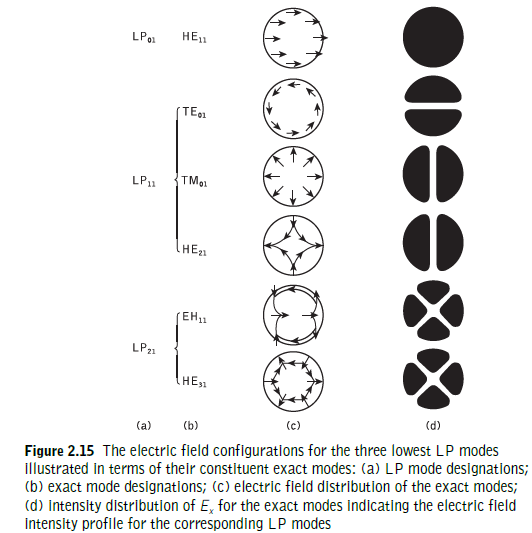 LP₀₁ HE₁₁
TE₀₁
LP₁₁ TM₀₁
HE₂₁
EH₁₁
LP₂₁
HE₃₁
(a) (b) (c) (d)
Figure 2.15 The electric field configurations for the three lowest LP modes
illustrated in terms of their constituent exact modes: (a) LP mode designations;
(b) exact mode designations; (c) electric field distribution of the exact modes;
(d) intensity distribution of Eₓ for the exact modes indicating the electric field
intensity profile for the corresponding LP modes